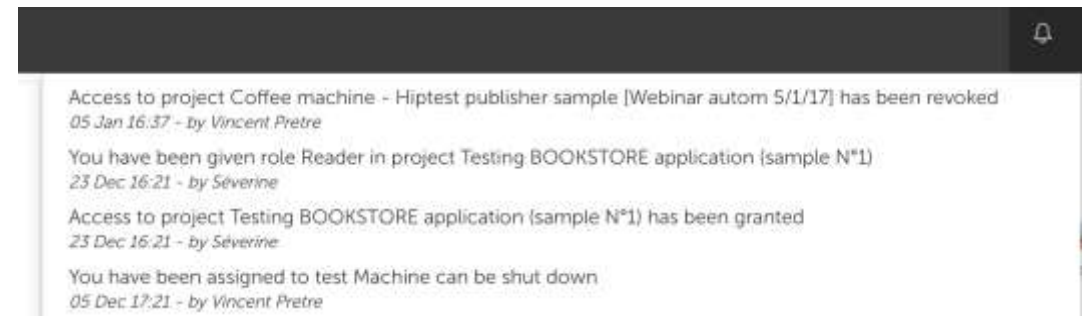 Access to project Coffee machine - Hiptest publisher sample [Webinar autom 5/1/17] has been revoked
05 Jan 16:37 - by Vincent Pretre
You have been given role Reader in project Testing BOOKSTORE application (sample N°1)
23 Dec 16:21 - by Séverine
Access to project Testing BOOKSTORE application (sample N°1) has been granted
23 Dec 16:21 - by Séverine
You have been assigned to test Machine can be shut down
05 Dec 17:21 - by Vincent Pretre